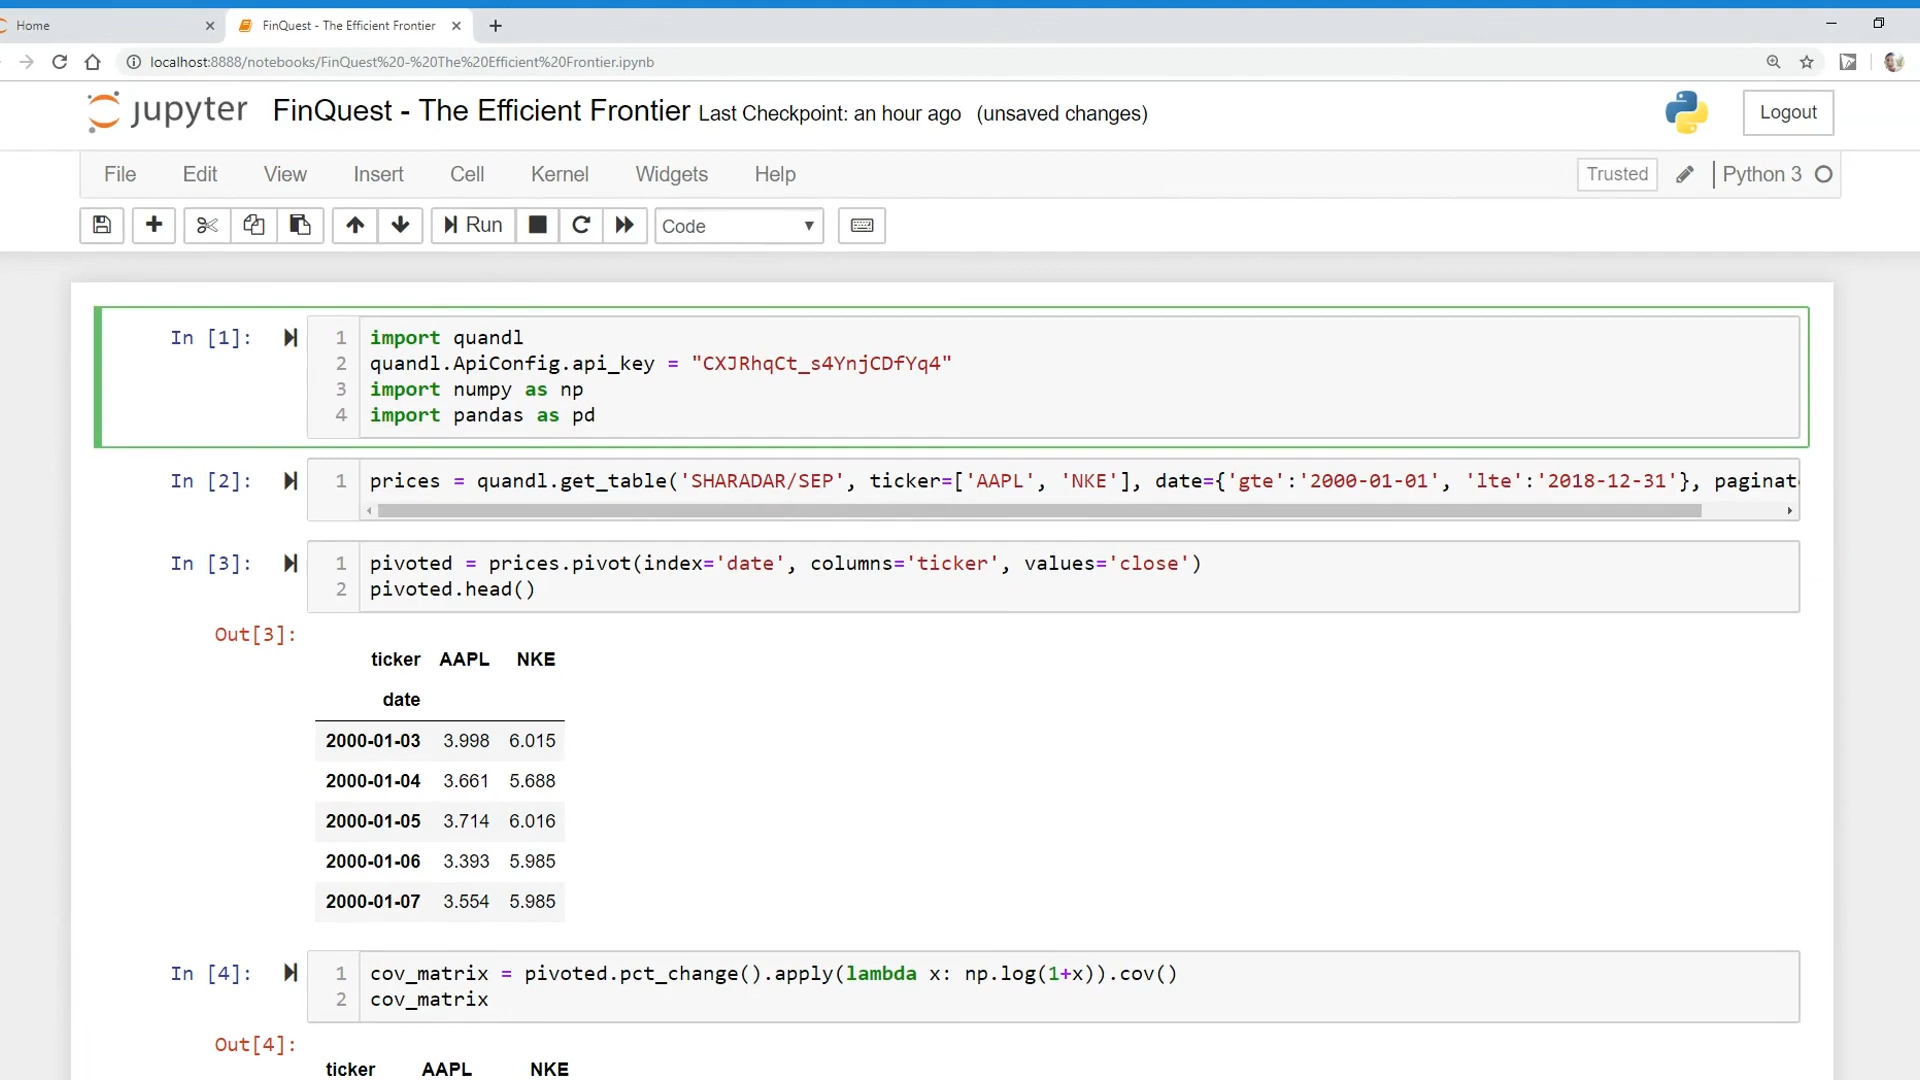 Home
FinQuest - The Efficient Frontier
localhost:8888/notebooks/FinQuest%20-%20The%20Efficient%20Frontier.ipynb
jupyter FinQuest - The Efficient Frontier Last Checkpoint: an hour ago (unsaved changes)
Logout
File Edit View Insert Cell Kernel Widgets Help
Trusted Python 3
Run Code
In [1]:
1 import quandl
2 quandl.ApiConfig.api_key = "CXJRhqCt_s4YnjCDfYq4"
3 import numpy as np
4 import pandas as pd
In [2]:
1 prices = quandl.get_table('SHARADAR/SEP', ticker=['AAPL', 'NKE'], date={'gte':'2000-01-01', 'lte':'2018-12-31'}, paginat
In [3]:
1 pivoted = prices.pivot(index='date', columns='ticker', values='close')
2 pivoted.head()
Out[3]:
ticker AAPL NKE
date
2000-01-03 3.998 6.015
2000-01-04 3.661 5.688
2000-01-05 3.714 6.016
2000-01-06 3.393 5.985
2000-01-07 3.554 5.985
In [4]:
1 cov_matrix = pivoted.pct_change().apply(lambda x: np.log(1+x)).cov()
2 cov_matrix
Out[4]:
ticker AAPL NKE